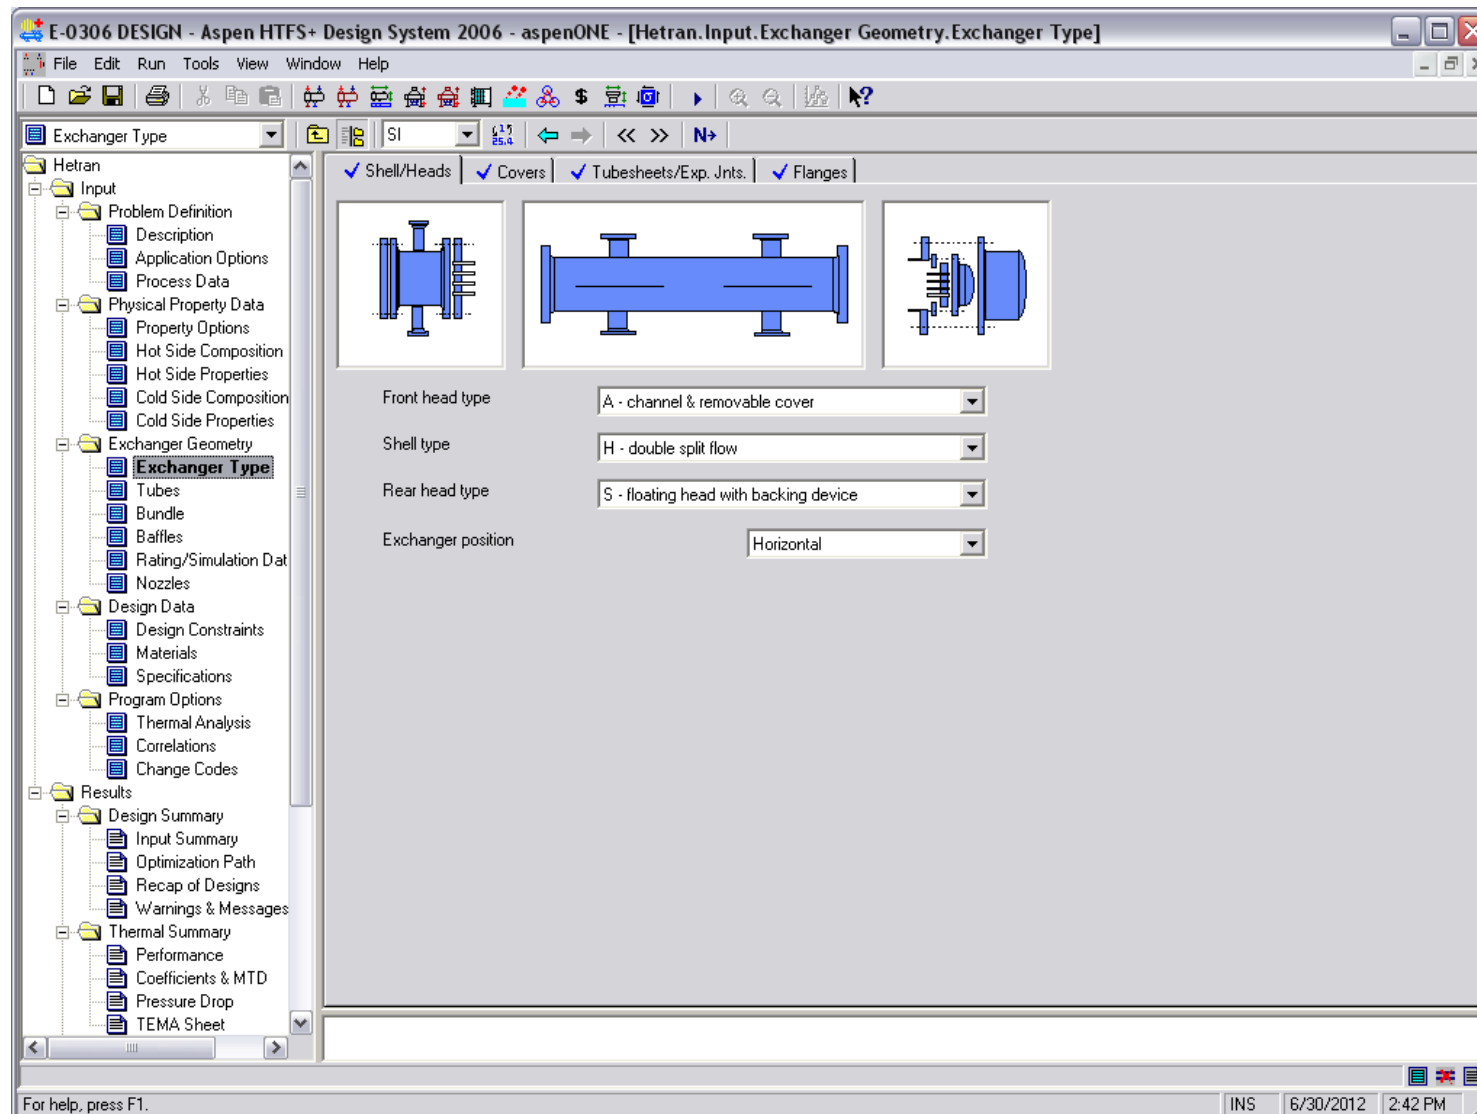 E-0306 DESIGN - Aspen HTFS+ Design System 2006 - aspenONE - [Hetran.Input.Exchanger Geometry.Exchanger Type]
File Edit Run Tools View Window Help
Exchanger Type SI N
Hetran
Input
Problem Definition
Description
Application Options
Process Data
Physical Property Data
Property Options
Hot Side Composition
Hot Side Properties
Cold Side Composition
Cold Side Properties
Exchanger Geometry
Exchanger Type
Tubes
Bundle
Baffles
Rating/Simulation Dat
Nozzles
Design Data
Design Constraints
Materials
Specifications
Program Options
Thermal Analysis
Correlations
Change Codes
Results
Design Summary
Input Summary
Optimization Path
Recap of Designs
Warnings & Messages
Thermal Summary
Performance
Coefficients & MTD
Pressure Drop
TEMA Sheet
Shell/Heads Covers Tubesheets/Exp. Jnts. Flanges
Front head type A - channel & removable cover
Shell type H - double split flow
Rear head type S - floating head with backing device
Exchanger position Horizontal
For help, press F1. INS 6/30/2012 2:42 PM